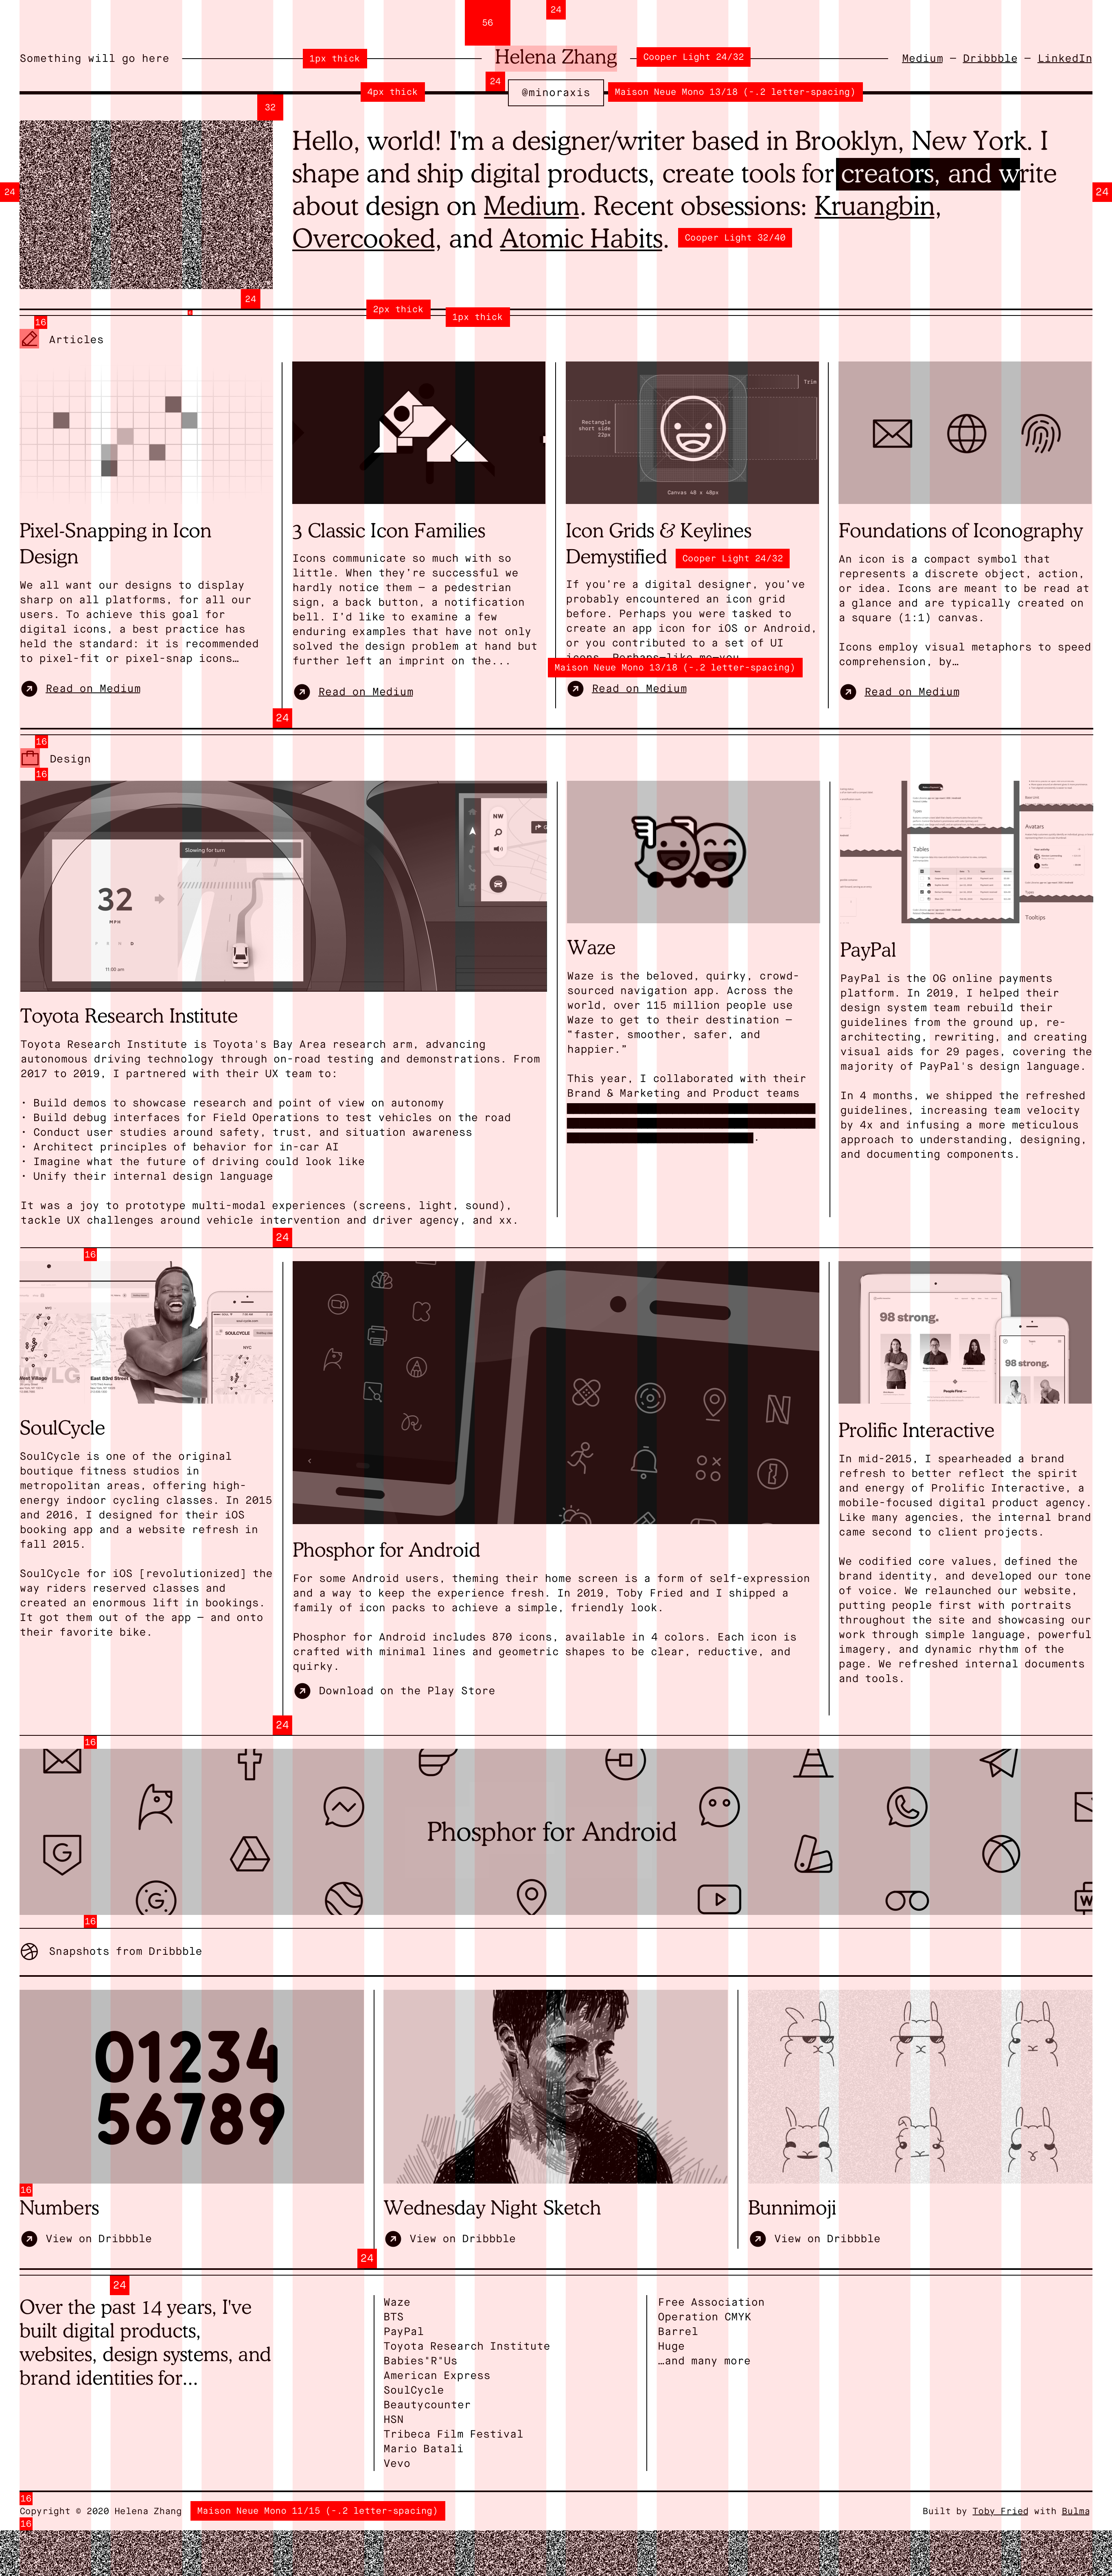 56
24
Something will go here
1px thick
Helena Zhang
Cooper Light 24/32
Medium — Dribbble — LinkedIn
24
4px thick
@minoraxis
Maison Neue Mono 13/18 (-.2 letter-spacing)
32
Hello, world! I'm a designer/writer based in Brooklyn, New York. I
shape and ship digital products, create tools for creators, and write
about design on Medium. Recent obsessions: Kruangbin,
Overcooked, and Atomic Habits.
Cooper Light 32/40
24
24
24
2px thick
1px thick
16
Articles
Trim
Rectangle
short side
22px
Canvas 48 x 48px
Pixel-Snapping in Icon
Design
We all want our designs to display
sharp on all platforms, for all our
users. To achieve this goal for
digital icons, a best practice has
held the standard: it is recommended
to pixel-fit or pixel-snap icons…
Read on Medium
3 Classic Icon Families
Icons communicate so much with so
little. When they're successful we
hardly notice them — a pedestrian
sign, a back button, a notification
bell. I'd like to examine a few
enduring examples that have not only
solved the problem at hand but
further left an imprint on the...
Read on Medium
Icon Grids & Keylines
Demystified
Cooper Light 24/32
If you're a digital designer, you've
probably encountered an icon grid
before. Perhaps you were tasked to
create an app icon for iOS or Android,
or you contributed to a set of UI
Maison Neue Mono 13/18 (-.2 letter-spacing)
Read on Medium
Foundations of Iconography
An icon is a compact symbol that
represents a discrete object, action,
or idea. Icons are meant to be read at
a glance and are typically created on
a square (1:1) canvas.
Icons employ visual metaphors to speed
comprehension, by…
Read on Medium
24
16
Design
16
Slowing for turn
32
MPH
P R N D
11:03 am
NW
Toyota Research Institute
Toyota Research Institute is Toyota's Bay Area research arm, advancing
autonomous driving technology through on-road testing and demonstrations. From
2017 to 2019, I partnered with their UX team to:
· Build demos to showcase research and point of view on autonomy
· Build debug interfaces for Field Operations to test vehicles on the road
· Conduct user studies around safety, trust, and situation awareness
· Architect principles of behavior for in-car AI
· Imagine what the future of driving could look like
· Unify their internal design language
It was a joy to prototype multi-modal experiences (screens, light, sound),
tackle UX challenges around vehicle intervention and driver agency, and xx.
Waze
Waze is the beloved, quirky, crowd-
sourced navigation app. Across the
world, over 115 million people use
Waze to get to their destination —
"faster, smoother, safer, and
happier."
This year, I collaborated with their
Brand & Marketing and Product teams
.
Tables
Avatars
Tooltips
PayPal
PayPal is the OG online payments
platform. In 2019, I helped their
design system team rebuild their
guidelines from the ground up, re-
architecting, rewriting, and creating
visual aids for 29 pages, covering the
majority of PayPal's design language.
In 4 months, we shipped the refreshed
guidelines, increasing team velocity
by 4x and infusing a more meticulous
approach to understanding, designing,
and documenting components.
24
16
WVLG
West Village
East 83rd Street
SOULCYCLE
NYC
SoulCycle
SoulCycle is one of the original
boutique fitness studios in
metropolitan areas, offering high-
energy indoor cycling classes. In 2015
and 2016, I designed for their iOS
booking app and a website refresh in
fall 2015.
SoulCycle for iOS [revolutionized] the
way riders reserved classes and
created an enormous lift in bookings.
It got them out of the app — and onto
their favorite bike.
Phosphor for Android
For some Android users, theming their home screen is a form of self-expression
and a way to keep the experience fresh. In 2019, Toby Fried and I shipped a
family of icon packs to achieve a simple, friendly look.
Phosphor for Android includes 870 icons, available in 4 colors. Each icon is
crafted with minimal lines and geometric shapes to be clear, reductive, and
quirky.
Download on the Play Store
98 strong.
People First —
98 strong.
Prolific Interactive
In mid-2015, I spearheaded a brand
refresh to better reflect the spirit
and energy of Prolific Interactive, a
mobile-focused digital product agency.
Like many agencies, the internal brand
came second to client projects.
We codified core values, defined the
brand identity, and developed our tone
of voice. We relaunched our website,
putting people first with portraits
throughout the site and showcasing our
work through simple language, powerful
imagery, and dynamic rhythm of the
page. We refreshed internal documents
and tools.
24
16
G
Phosphor for Android
G
W
16
Snapshots from Dribbble
01234
56789
16
Numbers
View on Dribbble
Wednesday Night Sketch
View on Dribbble
Bunnimoji
View on Dribbble
24
24
Over the past 14 years, I've
built digital products,
websites, design systems, and
brand identities for…
Waze
BTS
PayPal
Toyota Research Institute
Babies"R"Us
American Express
SoulCycle
Beautycounter
HSN
Tribeca Film Festival
Mario Batali
Vevo
Free Association
Operation CMYK
Barrel
Huge
…and many more
16
Copyright © 2020 Helena Zhang
Maison Neue Mono 11/15 (-.2 letter-spacing)
Built by Toby Fried with Bulma
16